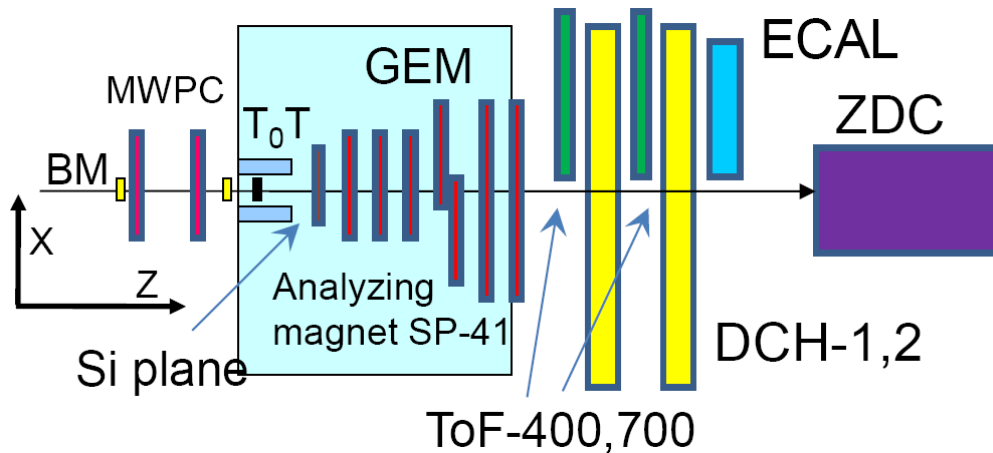 ECAL
GEM
MWPC
ZDC
T₀T
BM
X
Z
Analyzing
magnet SP-41
Si plane
DCH-1,2
ToF-400,700